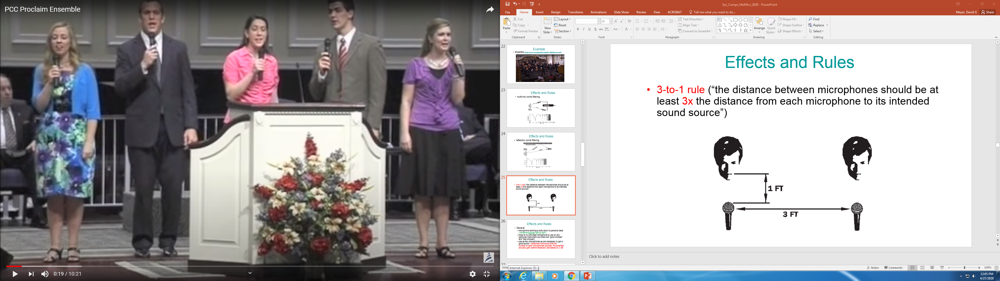 PCC Proclaim Ensemble
0:19 / 10:21
Sys_Comps_MixMics_2020 - PowerPoint
File Home Insert Design Transitions Animations Slide Show Review View ACROBAT Tell me what you want to do...
Meyer, David G Share
Paste
Cut
Copy
Format Painter
Clipboard
New Slide
Layout
Reset
Section
Slides
24
Font
Text Direction
Align Text
Convert to SmartArt
Paragraph
Arrange
Quick Styles
Shape Fill
Shape Outline
Shape Effects
Drawing
Find
Replace
Select
Editing
22
Example
23
Effects and Rules
• multi-mic comb filtering
24
Effects and Rules
• reflection comb filtering
25
Effects and Rules
• 3-to-1 rule ("the distance between microphones should be at
least 3x the distance from each microphone to its intended
sound source")
26
Effects and Rules
• General
– microphone technique boils down to personal taste
("whatever sounds right is right")
– there is no one ideal microphone to use on any
particular instrument (but there are "good choices"
and "bad choices")
– use as few microphones as are necessary to get a
good sound – remember that every time the
number of open microphones doubles, the potential
acoustic gain (before feedback) decreases by 3 dB
27
Effects and Rules
• 3-to-1 rule (“the distance between microphones should be at
least 3x the distance from each microphone to its intended
sound source”)
1 FT
3 FT
Click to add notes
Internet Explorer (5)
Notes Comments 109%
12:05 PM
4/27/2020